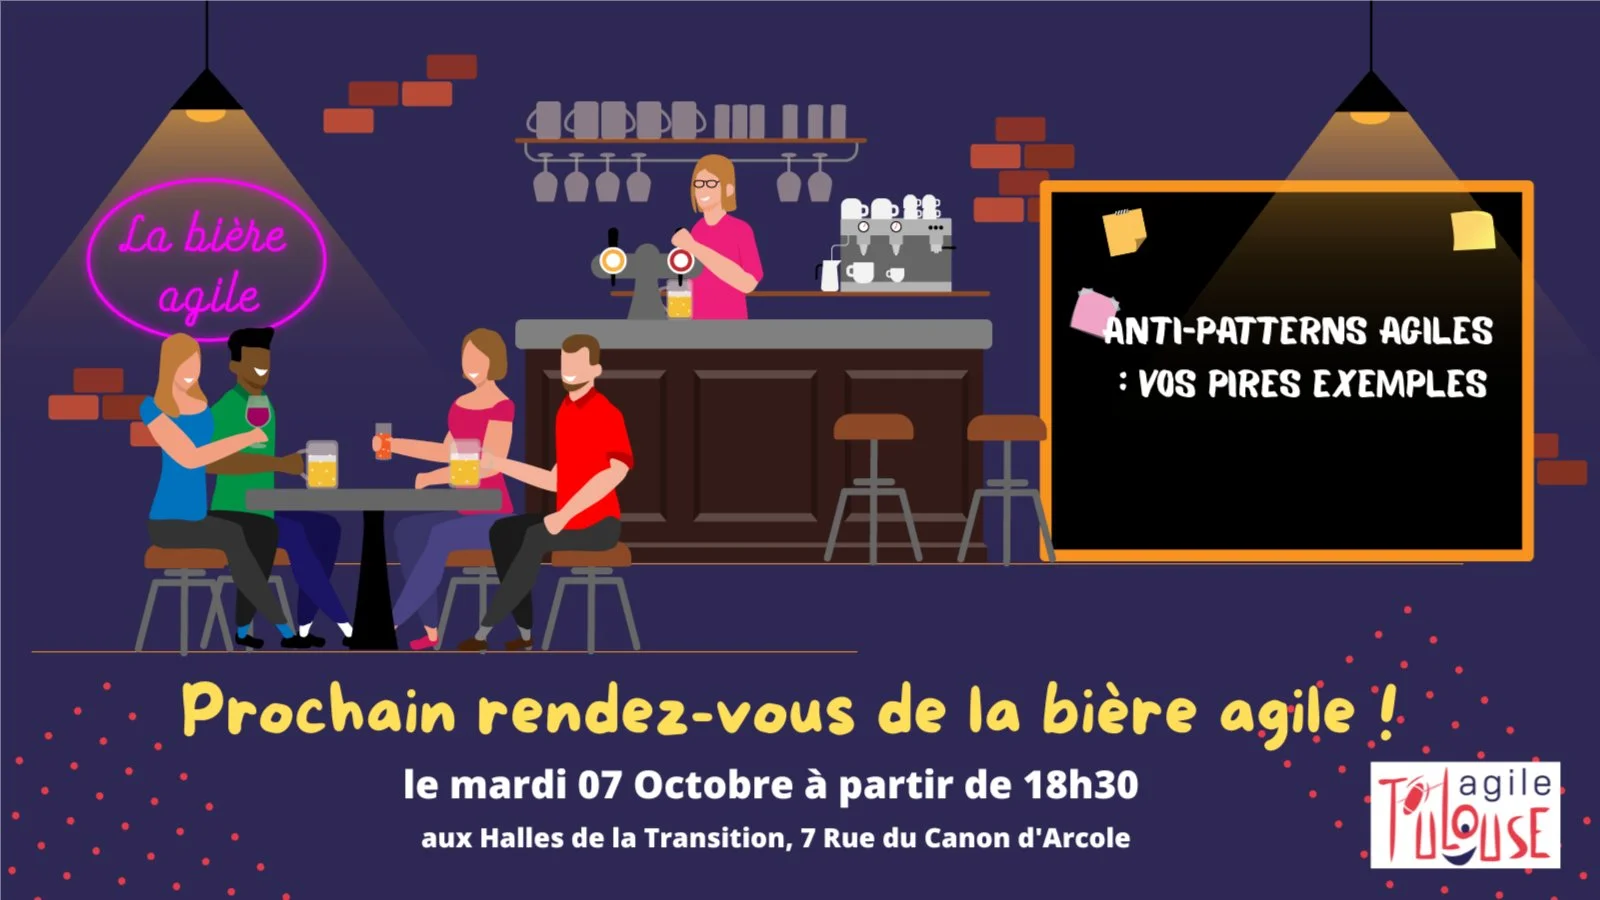 La bière
agile
ANTI-PATTERNS AGILES
: VOS PIRES EXEMPLES
Prochain rendez-vous de la bière agile !
le mardi 07 Octobre à partir de 18h30
aux Halles de la Transition, 7 Rue du Canon d'Arcole
agile
TOULOUSE